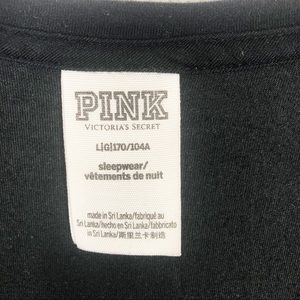 PINK
VICTORIA'S SECRET
L|G|170/104A
sleepwear/
vêtements de nuit
made in Sri Lanka/fabriqué au
Sri Lanka/hecho en Sri Lanka/fabbricato
in Sri Lanka/斯里兰卡制造